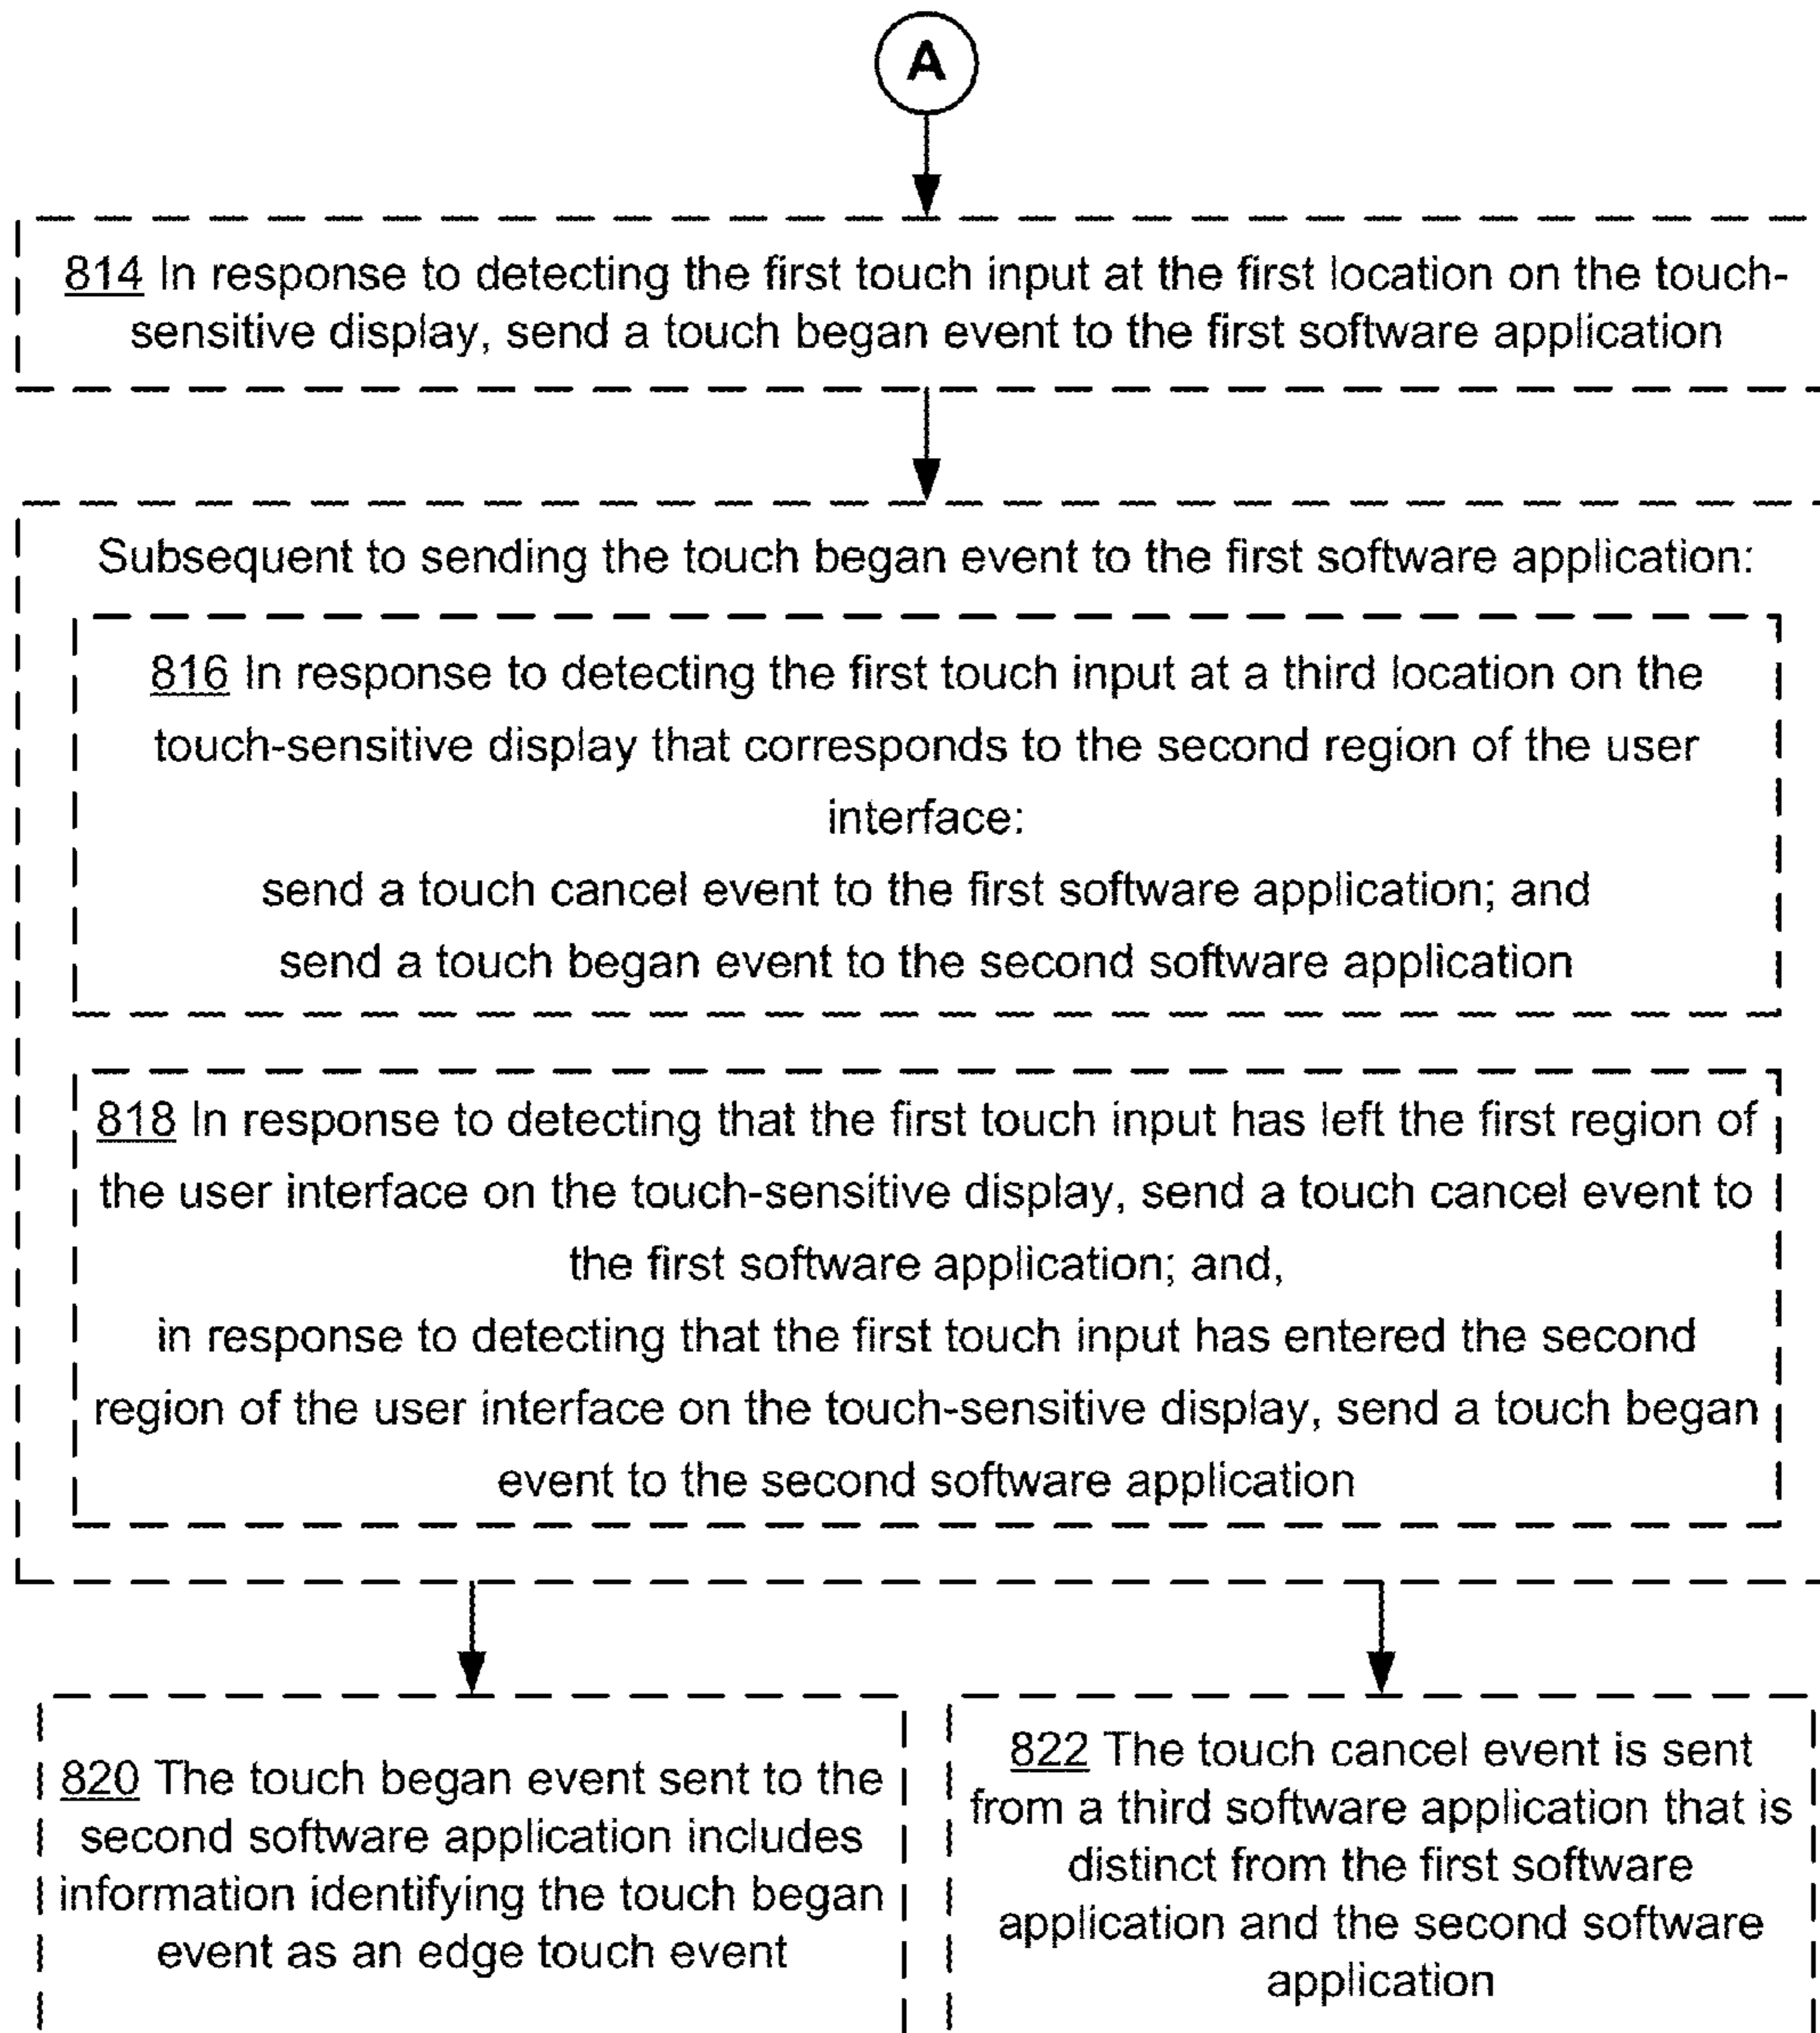 A
814 In response to detecting the first touch input at the first location on the touch-
sensitive display, send a touch began event to the first software application
Subsequent to sending the touch began event to the first software application:
816 In response to detecting the first touch input at a third location on the
touch-sensitive display that corresponds to the second region of the user
interface:
send a touch cancel event to the first software application; and
send a touch began event to the second software application
818 In response to detecting that the first touch input has left the first region of
the user interface on the touch-sensitive display, send a touch cancel event to
the first software application; and,
in response to detecting that the first touch input has entered the second
region of the user interface on the touch-sensitive display, send a touch began
event to the second software application
820 The touch began event sent to the
second software application includes
information identifying the touch began
event as an edge touch event
822 The touch cancel event is sent
from a third software application that is
distinct from the first software
application and the second software
application